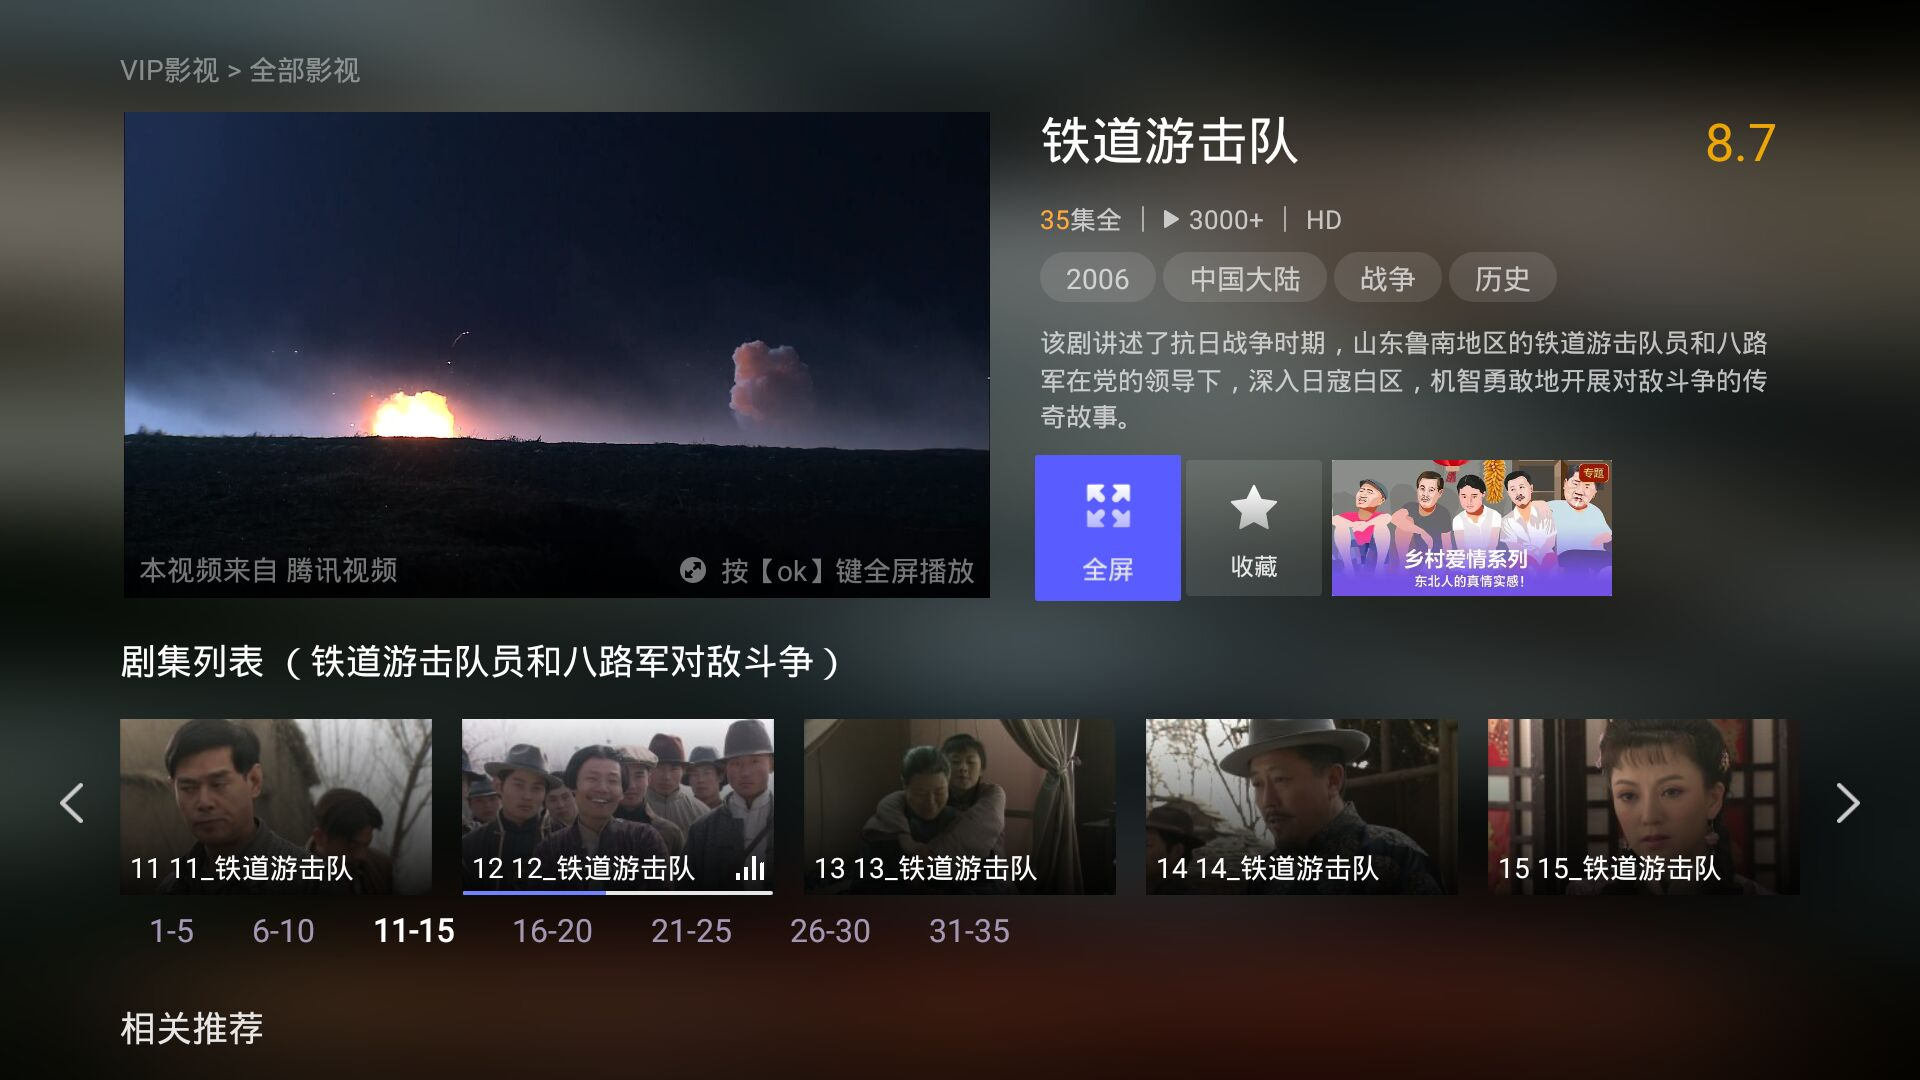 VIP影视 > 全部影视
铁道游击队
8.7
35集全 | 3000+ | HD
2006 中国大陆 战争 历史
该剧讲述了抗日战争时期，山东鲁南地区的铁道游击队员和八路
军在党的领导下，深入日寇白区，机智勇敢地开展对敌斗争的传
奇故事。
本视频来自 腾讯视频
按【ok】键全屏播放
全屏
收藏
专题
乡村爱情系列
东北人的真情实感！
剧集列表 （铁道游击队员和八路军对敌斗争）
11 11_铁道游击队
12 12_铁道游击队
13 13_铁道游击队
14 14_铁道游击队
15 15_铁道游击队
1-5 6-10 11-15 16-20 21-25 26-30 31-35
相关推荐